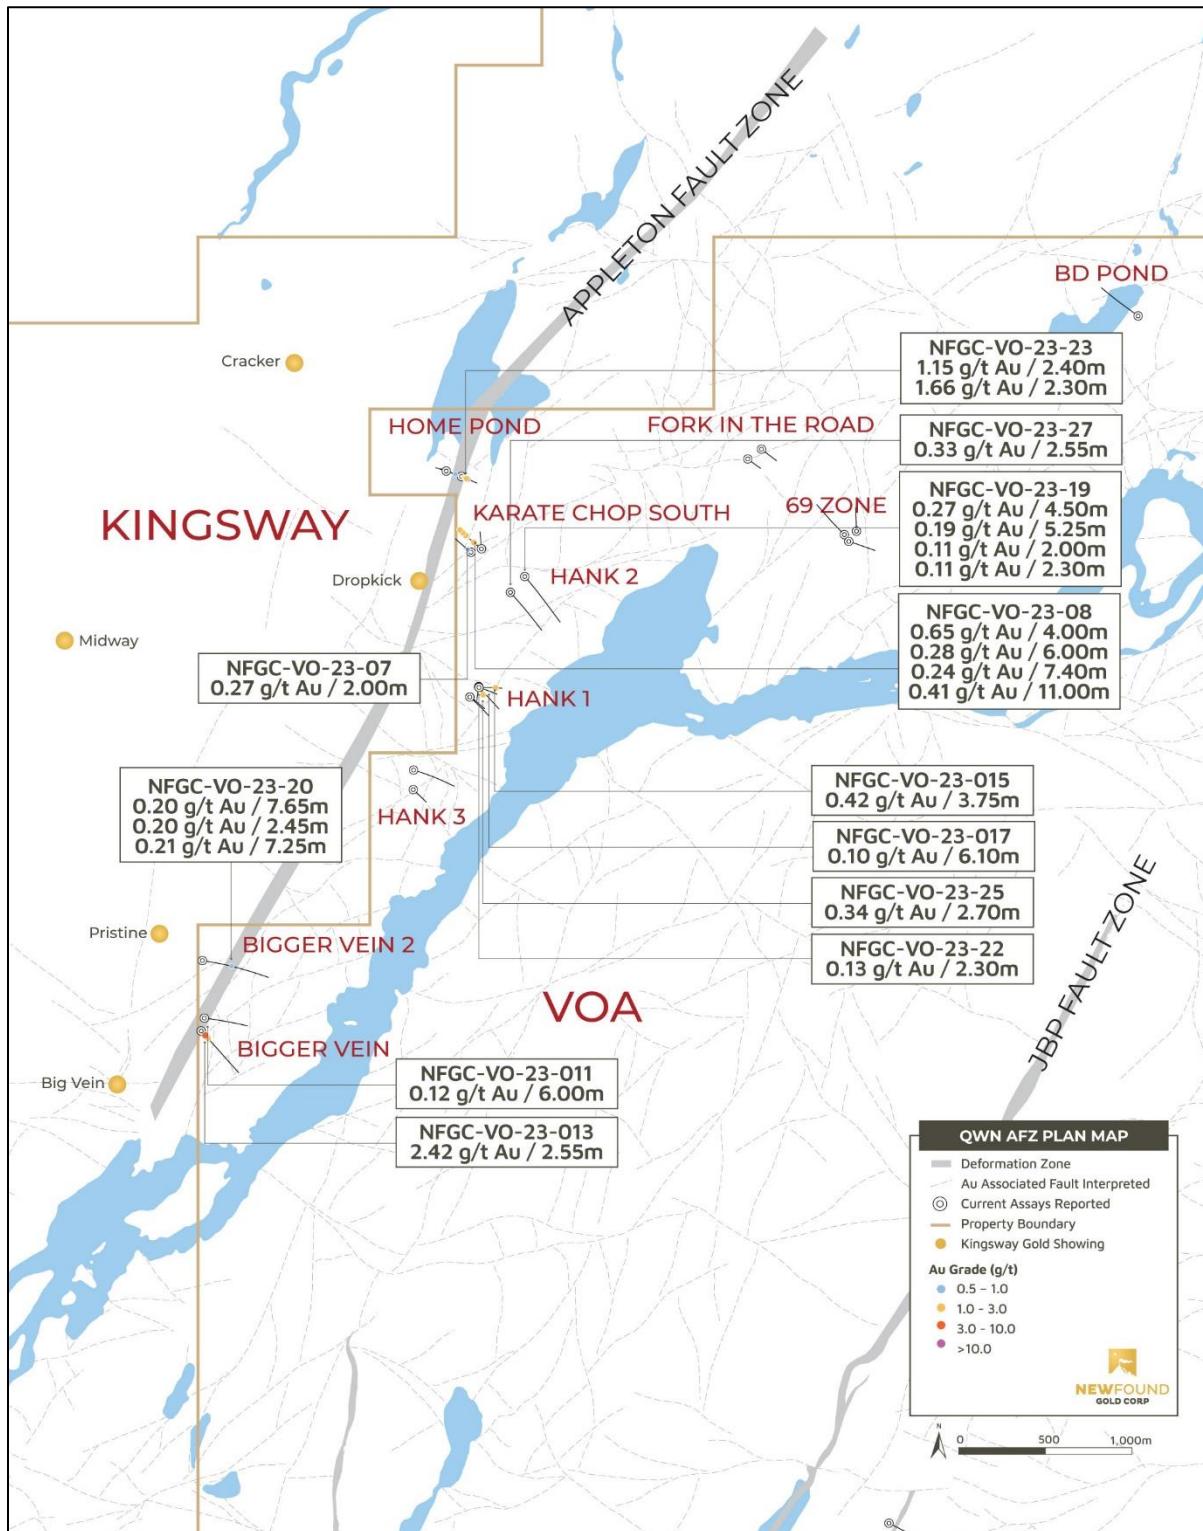 APPLETON FAULT ZONE
BD POND
Cracker
NFGC-VO-23-23
1.15 g/t Au / 2.40m
1.66 g/t Au / 2.30m
HOME POND
FORK IN THE ROAD
NFGC-VO-23-27
0.33 g/t Au / 2.55m
KINGSWAY
KARATE CHOP SOUTH
69 ZONE
NFGC-VO-23-19
0.27 g/t Au / 4.50m
0.19 g/t Au / 5.25m
0.11 g/t Au / 2.00m
0.11 g/t Au / 2.30m
Dropkick
HANK 2
Midway
NFGC-VO-23-08
0.65 g/t Au / 4.00m
0.28 g/t Au / 6.00m
0.24 g/t Au / 7.40m
0.41 g/t Au / 11.00m
NFGC-VO-23-07
0.27 g/t Au / 2.00m
HANK 1
NFGC-VO-23-20
0.20 g/t Au / 7.65m
0.20 g/t Au / 2.45m
0.21 g/t Au / 7.25m
HANK 3
NFGC-VO-23-015
0.42 g/t Au / 3.75m
NFGC-VO-23-017
0.10 g/t Au / 6.10m
NFGC-VO-23-25
0.34 g/t Au / 2.70m
NFGC-VO-23-22
0.13 g/t Au / 2.30m
Pristine
BIGGER VEIN 2
VOA
JBP FAULT ZONE
BIGGER VEIN
Big Vein
NFGC-VO-23-011
0.12 g/t Au / 6.00m
NFGC-VO-23-013
2.42 g/t Au / 2.55m
QWN AFZ PLAN MAP
Deformation Zone
Au Associated Fault Interpreted
Current Assays Reported
Property Boundary
Kingsway Gold Showing
Au Grade (g/t)
0.5 - 1.0
1.0 - 3.0
3.0 - 10.0
>10.0
NEWFOUND
GOLD CORP
N
0 500 1,000m